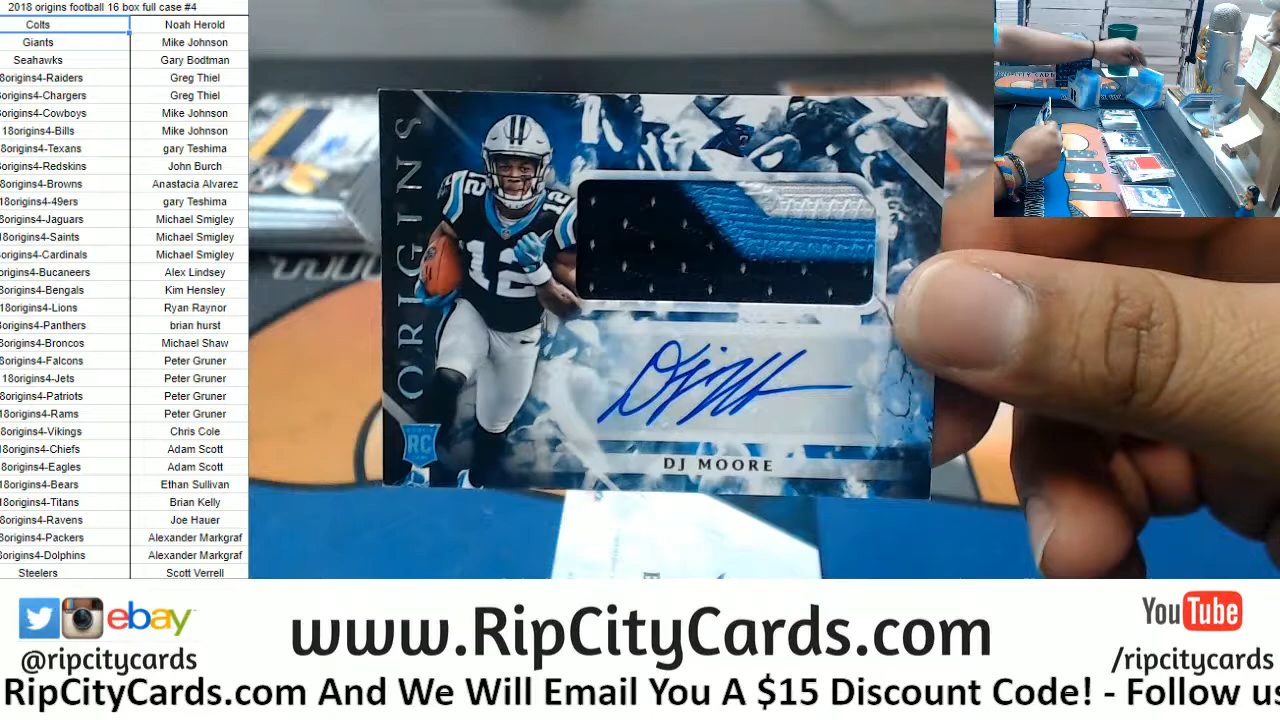 2018 origins football 16 box full case #4
Colts Noah Herold
Giants Mike Johnson
Seahawks Gary Bodtman
8origins4-Raiders Greg Thiel
origins4-Chargers Greg Thiel
origins4-Cowboys Mike Johnson
18origins4-Bills Mike Johnson
8origins4-Texans gary Teshima
origins4-Redskins John Burch
8origins4-Browns Anastacia Alvarez
18origins4-49ers gary Teshima
8origins4-Jaguars Michael Smigley
8origins4-Saints Michael Smigley
origins4-Cardinals Michael Smigley
origins4-Bucaneers Alex Lindsey
8origins4-Bengals Kim Hensley
18origins4-Lions Ryan Raynor
origins4-Panthers brian hurst
8origins4-Broncos Michael Shaw
8origins4-Falcons Peter Gruner
18origins4-Jets Peter Gruner
8origins4-Patriots Peter Gruner
18origins4-Rams Peter Gruner
8origins4-Vikings Chris Cole
8origins4-Chiefs Adam Scott
8origins4-Eagles Adam Scott
18origins4-Bears Ethan Sullivan
18origins4-Titans Brian Kelly
8origins4-Ravens Joe Hauer
origins4-Packers Alexander Markgraf
origins4-Dolphins Alexander Markgraf
Steelers Scott Verrell
ORIGINS
12
12
12
RC
DJ MOORE
ebay
@ripcitycards
www.RipCityCards.com
YouTube
/ripcitycards
RipCityCards.com And We Will Email You A $15 Discount Code! - Follow us